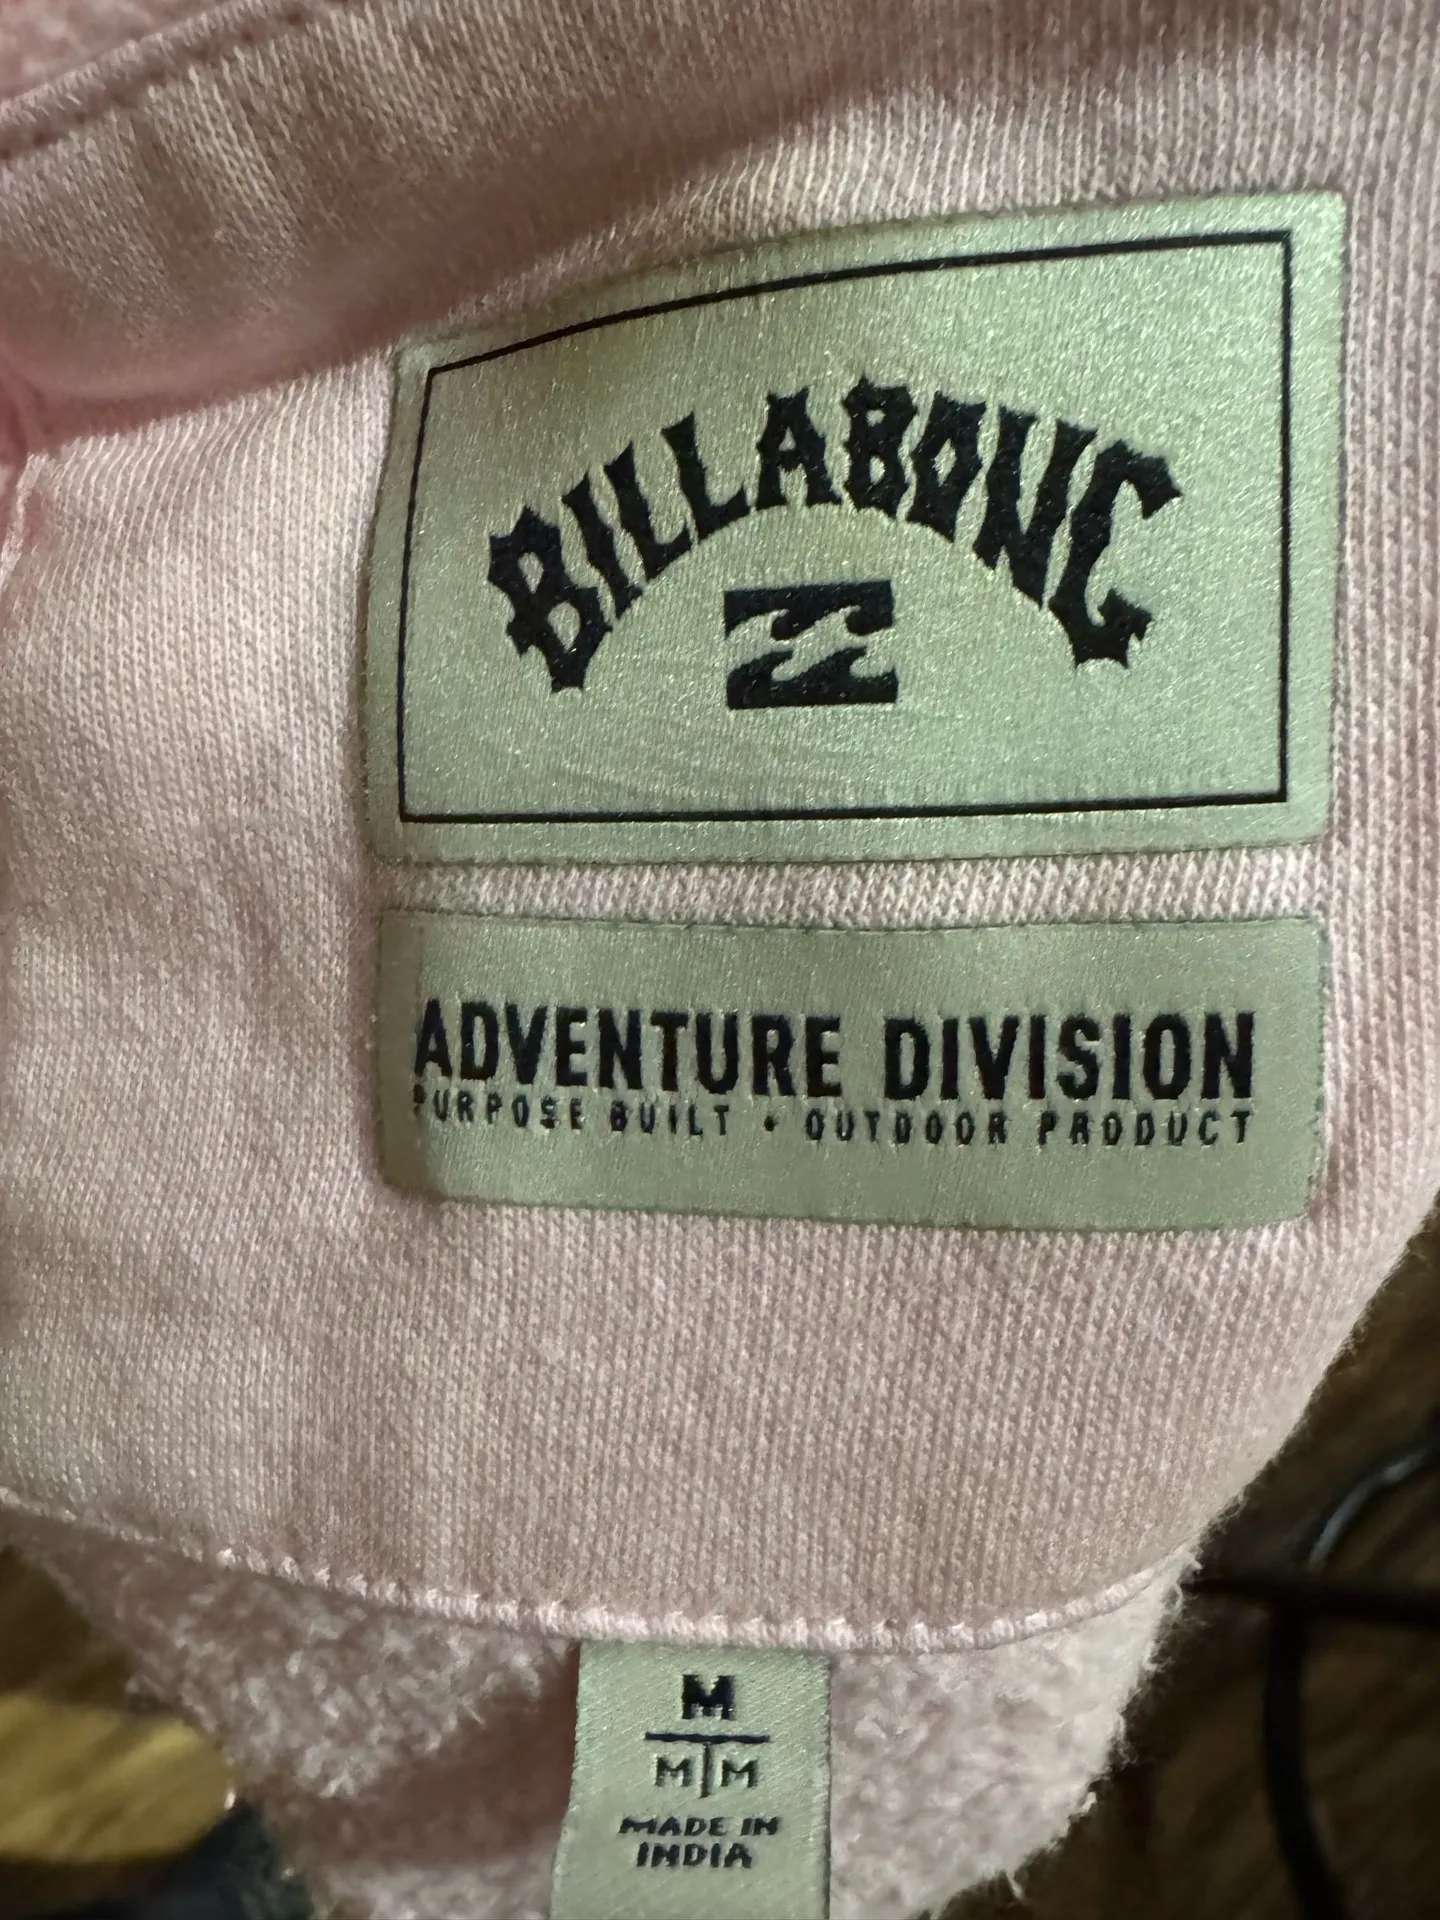 BILLABONG
ADVENTURE DIVISION
PURPOSE BUILT • OUTDOOR PRODUCT
M
M M
MADE IN
INDIA